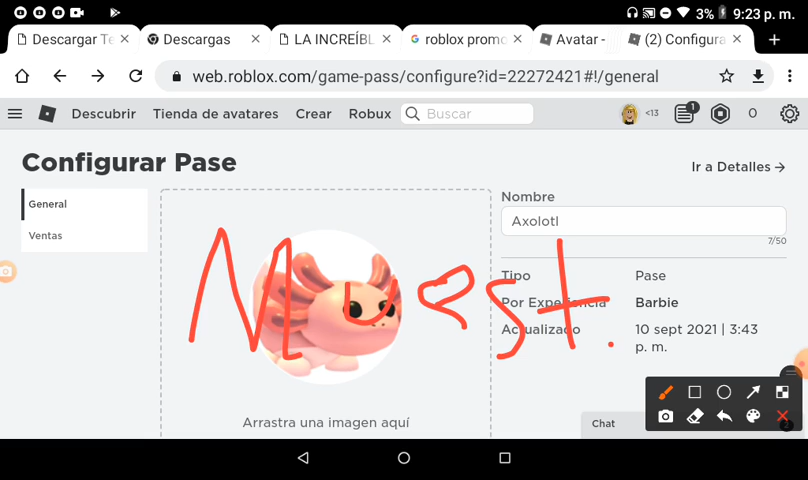 3% 9:23 p. m.
Descargar Te
Descargas
LA INCREÍBL
roblox promo
Avatar -
(2) Configura
web.roblox.com/game-pass/configure?id=22272421#!/general
Descubrir Tienda de avatares Crear Robux Buscar <13 1 0
Configurar Pase
Ir a Detalles
General
Ventas
Nombre
Axolotl
7/50
Tipo Pase
Por Experiencia Barbie
Actualizado 10 sept 2021 | 3:43
p. m.
Muest.
Arrastra una imagen aquí
Chat